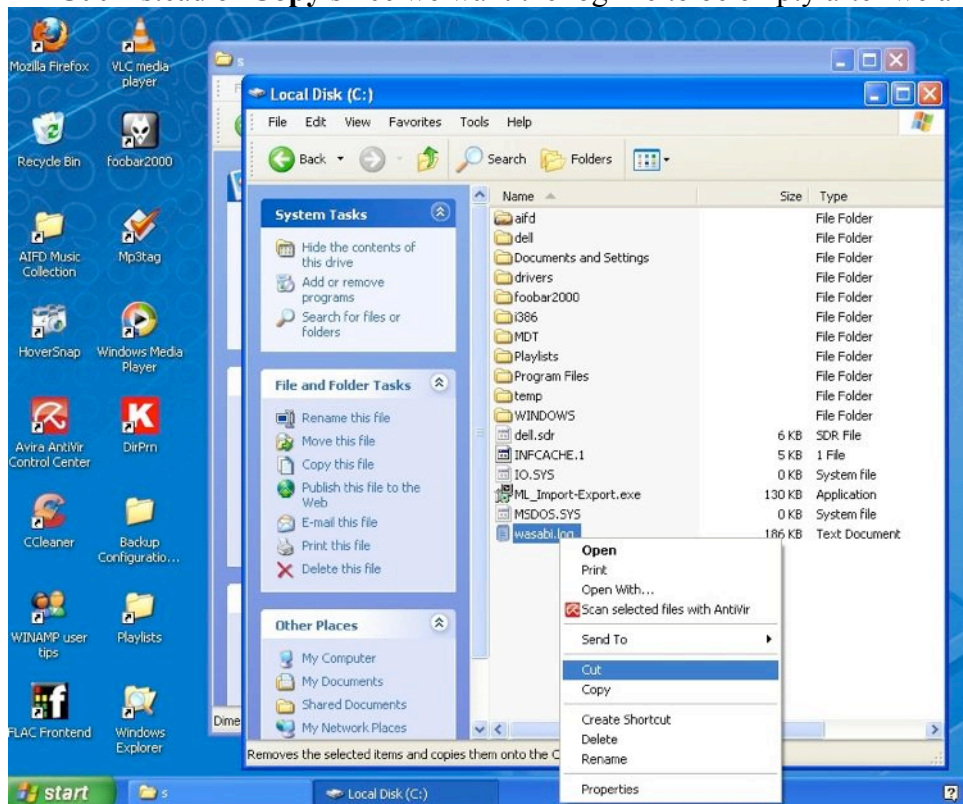 Mozilla Firefox
VLC media player
Recycle Bin
foobar2000
AIFD Music Collection
Mp3tag
HoverSnap
Windows Media Player
Avira AntiVir Control Center
DirPrn
CCleaner
Backup Configuratio...
WINAMP user tips
Playlists
FLAC Frontend
Windows Explorer
s
Local Disk (C:)
File Edit View Favorites Tools Help
Back Search Folders
System Tasks
Hide the contents of
this drive
Add or remove
programs
Search for files or
folders
File and Folder Tasks
Rename this file
Move this file
Copy this file
Publish this file to the
Web
E-mail this file
Print this file
Delete this file
Other Places
My Computer
My Documents
Shared Documents
My Network Places
Name Size Type
aifd File Folder
dell File Folder
Documents and Settings File Folder
drivers File Folder
foobar2000 File Folder
i386 File Folder
MDT File Folder
Playlists File Folder
Program Files File Folder
temp File Folder
WINDOWS File Folder
dell.sdr 6 KB SDR File
INFCACHE.1 5 KB 1 File
IO.SYS 0 KB System file
ML_Import-Export.exe 130 KB Application
MSDOS.SYS 0 KB System file
wasabi.log 186 KB Text Document
Open
Print
Open With...
Scan selected files with AntiVir
Send To
Cut
Copy
Create Shortcut
Delete
Rename
Properties
Dime
Removes the selected items and copies them onto the C
start s Local Disk (C:)